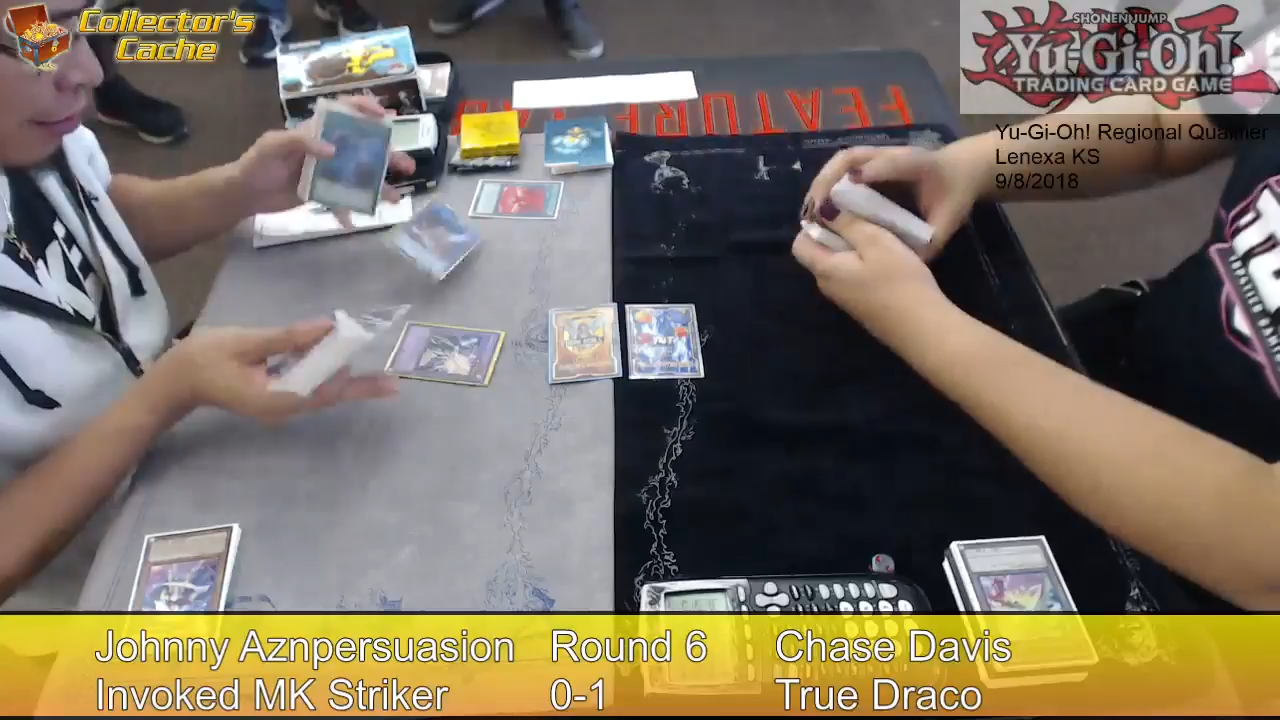 Collector's
Cache
SHONEN JUMP
Yu-Gi-Oh!
TRADING CARD GAME
FEATURE
Yu-Gi-Oh! Regional Qualifier
Lenexa KS
9/8/2018
Johnny Aznpersuasion
Round 6
Chase Davis
Invoked MK Striker
0-1
True Draco